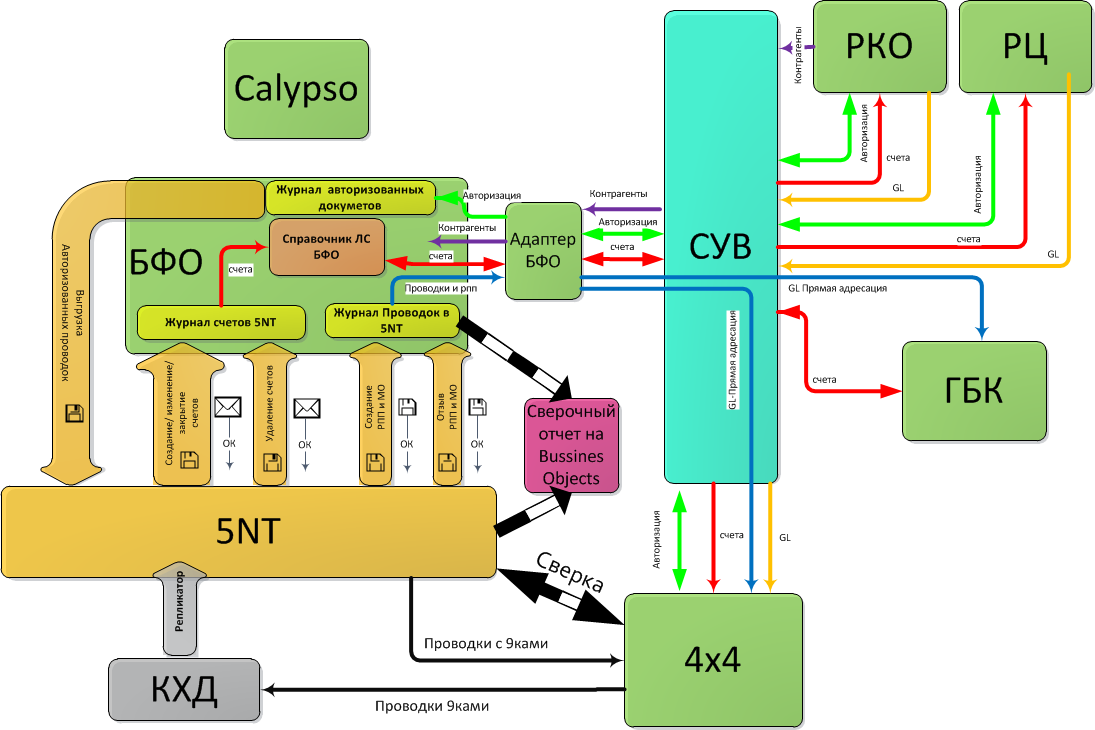 Calypso
РКО
РЦ
Контрагенты
Авторизация
счета
GL
Авторизация
счета
GL
СУВ
Журнал авторизованных
докуметов
Авторизация
Контрагенты
Справочник ЛС
БФО
Контрагенты
Адаптер
БФО
Авторизация
счета
БФО
счета
счета
Проводки и рпп
GL Прямая адресация
Журнал счетов 5NT
Журнал Проводок в
5NT
Выгрузка
Авторизованных проводок
GL-Прямая адресация
счета
ГБК
Создание/ изменение/
закрытие
счетов
ОК
Удаление счетов
ОК
Создание
РПП и МО
ОК
Отзыв
РПП и МО
ОК
Сверочный
отчет на
Bussines
Objects
5NT
Авторизация
счета
GL
Сверка
Репликатор
Проводки с 9ками
4x4
КХД
Проводки 9ками